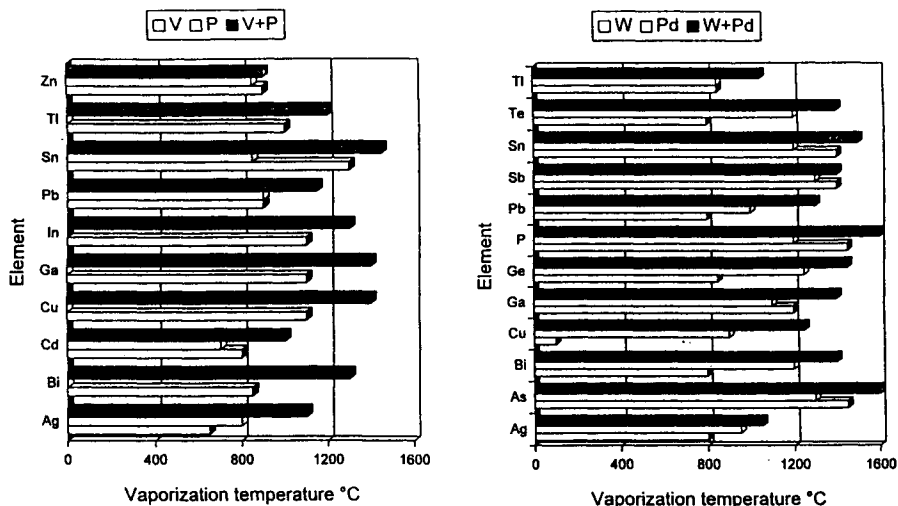 V P V+P
Zn
Tl
Sn
Pb
In
Ga
Cu
Cd
Bi
Ag
Element
0 400 800 1200 1600
Vaporization temperature °C
W Pd W+Pd
Tl
Te
Sn
Sb
Pb
P
Ge
Ga
Cu
Bi
As
Ag
Element
0 400 800 1200 1600
Vaporization temperature °C